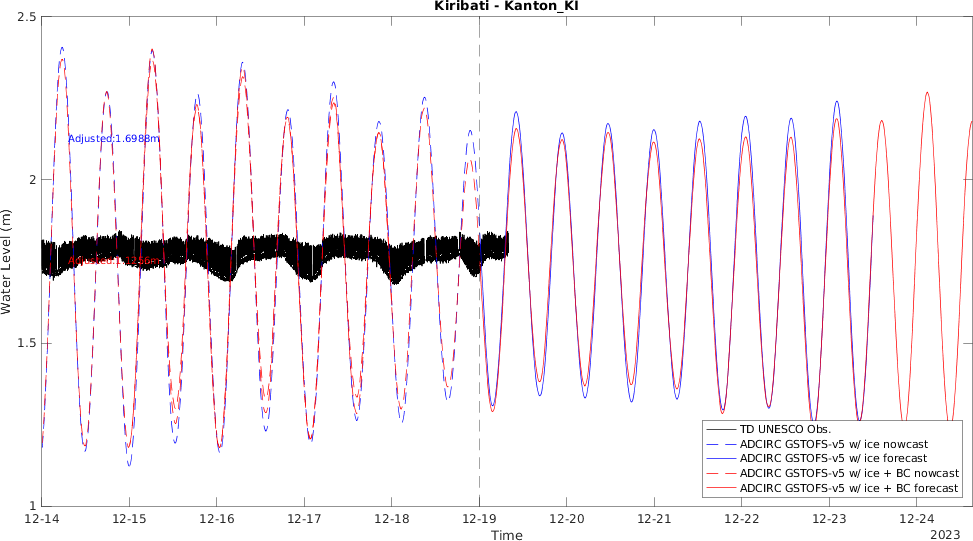 Kiribati - Kanton_KI
2.5
2
1.5
1
Water Level (m)
Adjusted:1.6988m
12-14
12-15
12-16
12-17
12-18
12-19
12-20
12-21
12-22
12-23
12-24
2023
Time
TD UNESCO Obs.
ADCIRC GSTOFS-v5 w/ ice nowcast
ADCIRC GSTOFS-v5 w/ ice forecast
ADCIRC GSTOFS-v5 w/ ice + BC nowcast
ADCIRC GSTOFS-v5 w/ ice + BC forecast